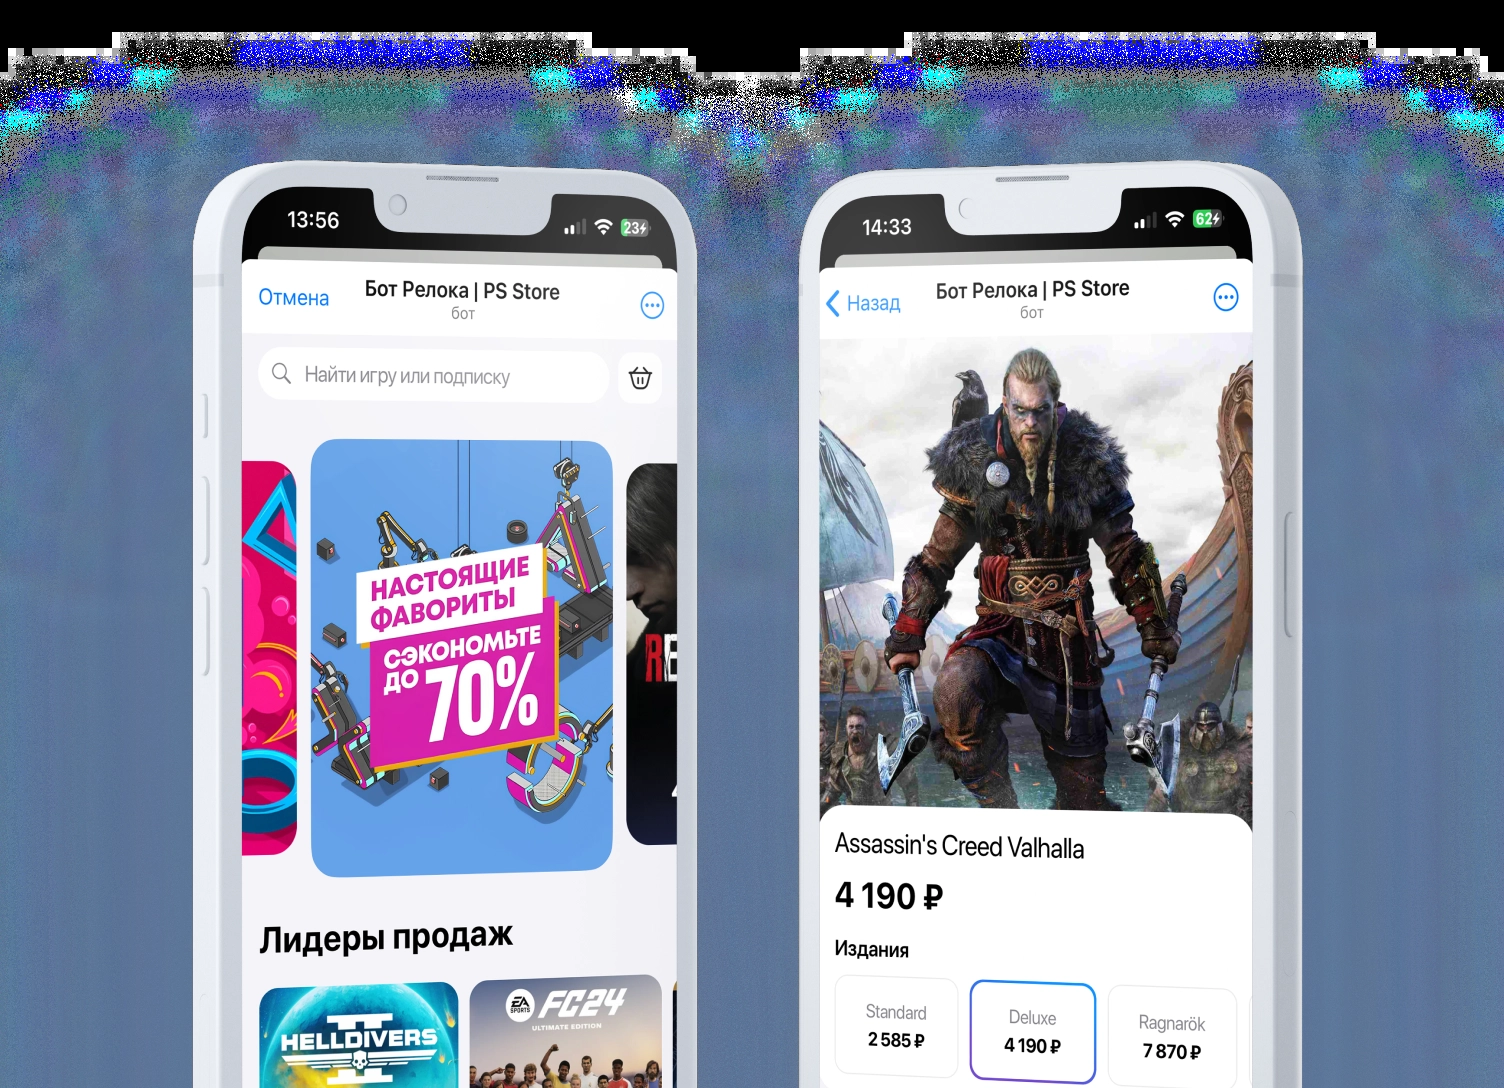 13:56
23
Отмена
Бот Релока | PS Store
бот
Найти игру или подписку
НАСТОЯЩИЕ
ФАВОРИТЫ
СЭКОНОМЬТЕ
ДО 70%
RE
Лидеры продаж
HELLDIVERS
II
EA
SPORTS
FC24
ULTIMATE EDITION
14:33
62
Назад
Бот Релока | PS Store
бот
Assassin's Creed Valhalla
4 190 ₽
Издания
Standard
2 585 ₽
Deluxe
4 190 ₽
Ragnarök
7 870 ₽